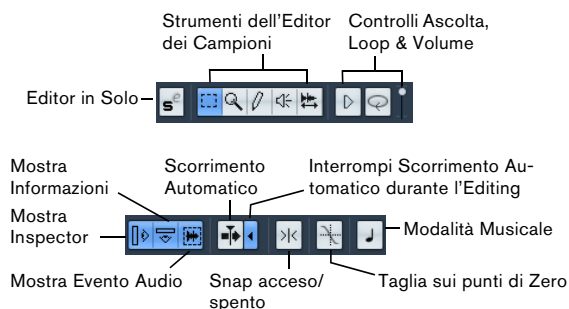 Strumenti dell'Editor
dei Campioni
Controlli Ascolta,
Loop & Volume
Editor in Solo
Mostra
Informazioni
Scorrimento
Automatico
Interrompi Scorrimento Au-
tomatico durante l'Editing
Mostra
Inspector
Modalità Musicale
Mostra Evento Audio
Snap acceso/
spento
Taglia sui punti di Zero